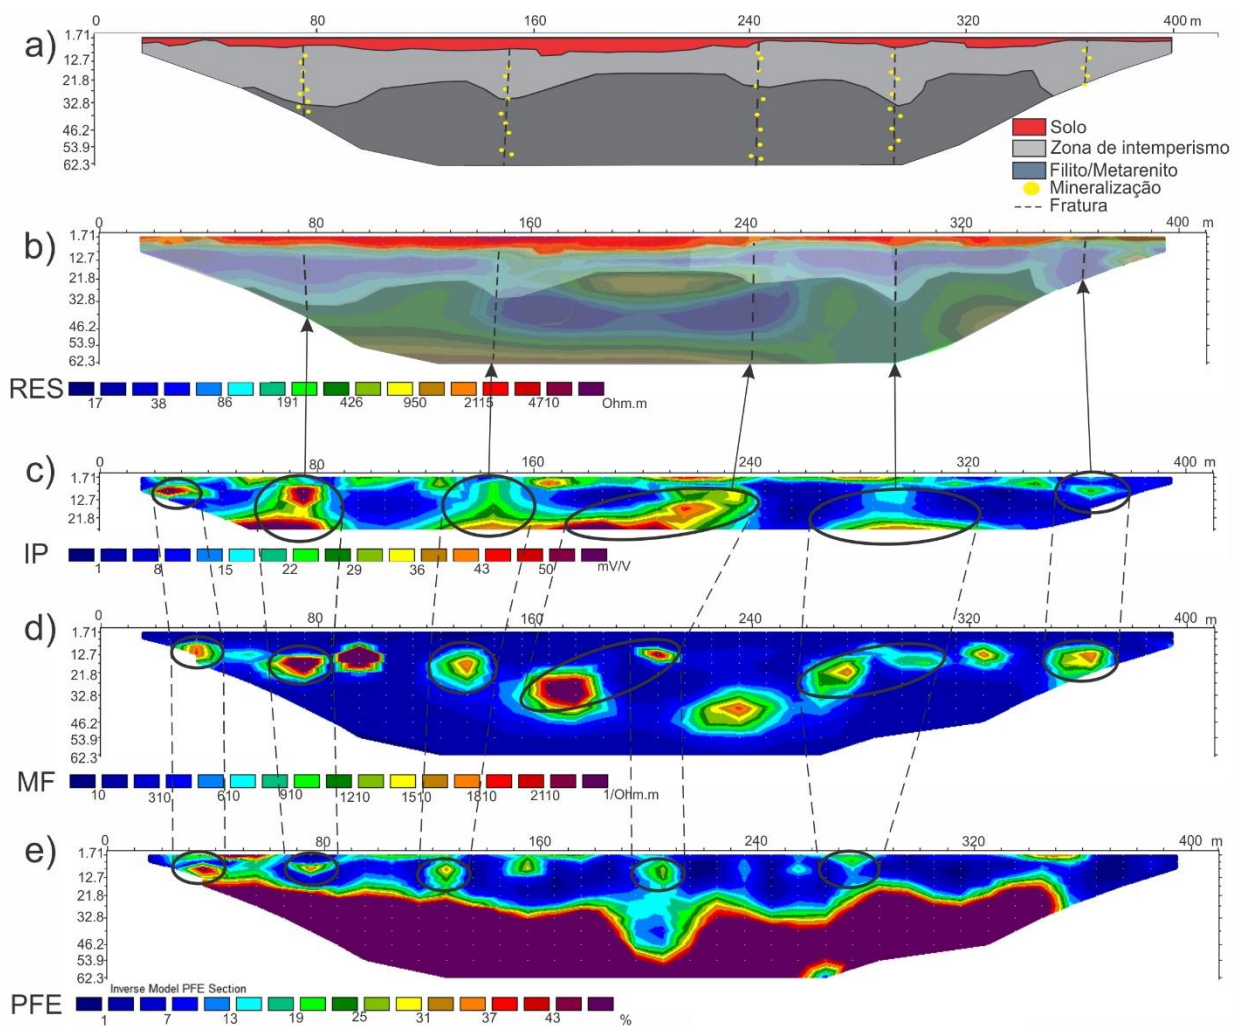 0 80 160 240 320 400 m
a)
1.71
12.7
21.8
32.8
46.2
53.9
62.3
Solo
Zona de intemperismo
Filito/Metarenito
Mineralização
Fratura
0 80 160 240 320 400 m
b)
1.71
12.7
21.8
32.8
46.2
53.9
62.3
RES
17 38 86 191 426 950 2115 4710 Ohm.m
0 80 160 240 320 400 m
c)
1.71
12.7
21.8
IP
1 8 15 22 29 36 43 50 mV/V
0 80 160 240 320 400 m
d)
1.71
12.7
21.8
32.8
46.2
53.9
62.3
MF
10 310 610 910 1210 1510 1810 2110 1/Ohm.m
0 80 160 240 320 400 m
e)
1.71
12.7
21.8
32.8
46.2
53.9
62.3
Inverse Model PFE Section
PFE
1 7 13 19 25 31 37 43 %